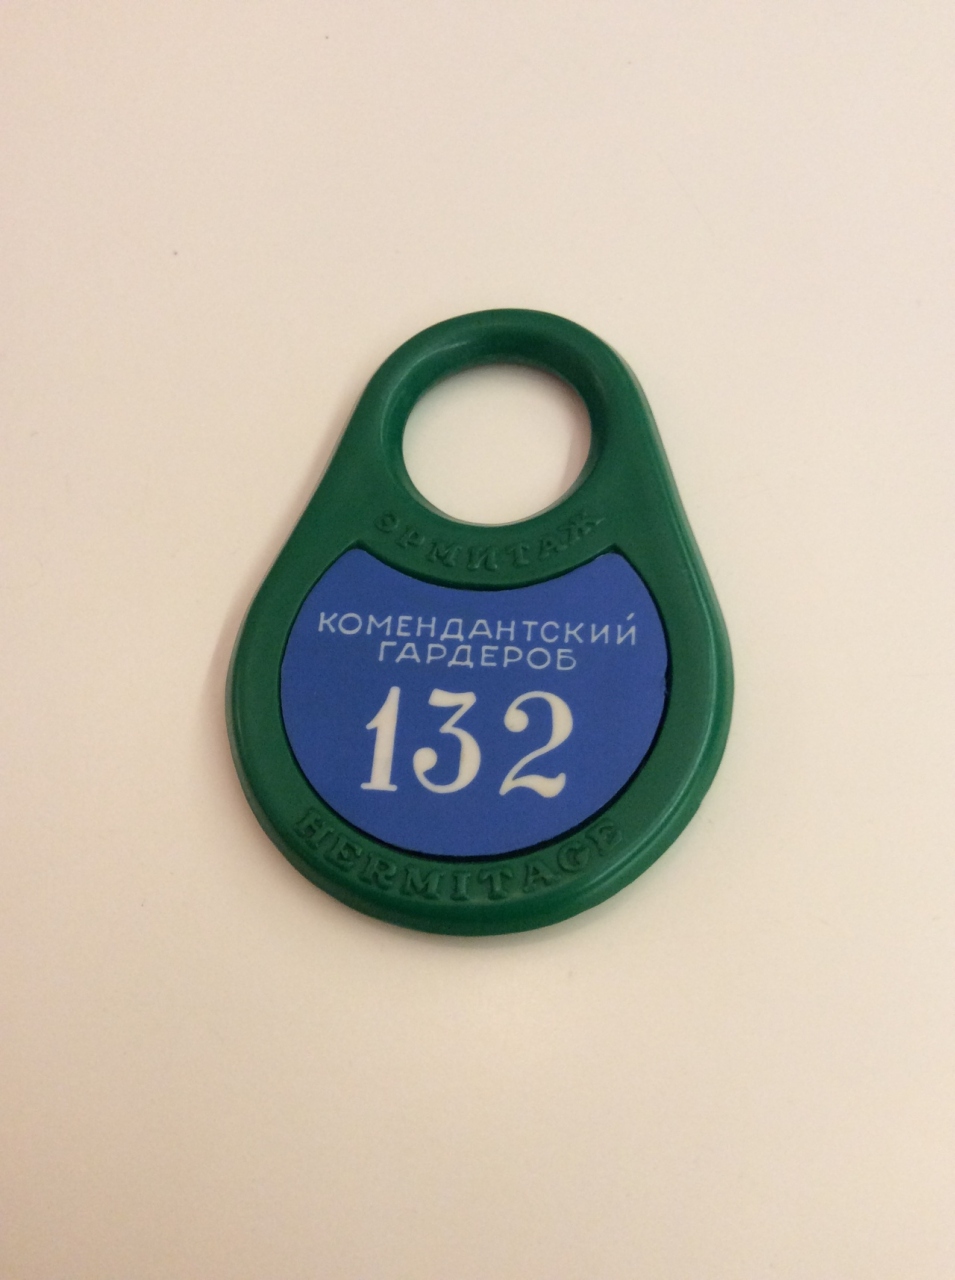 ЭРМИТАЖ
КОМЕНДАНТСКИЙ
ГАРДЕРОБ
132
HERMITAGE